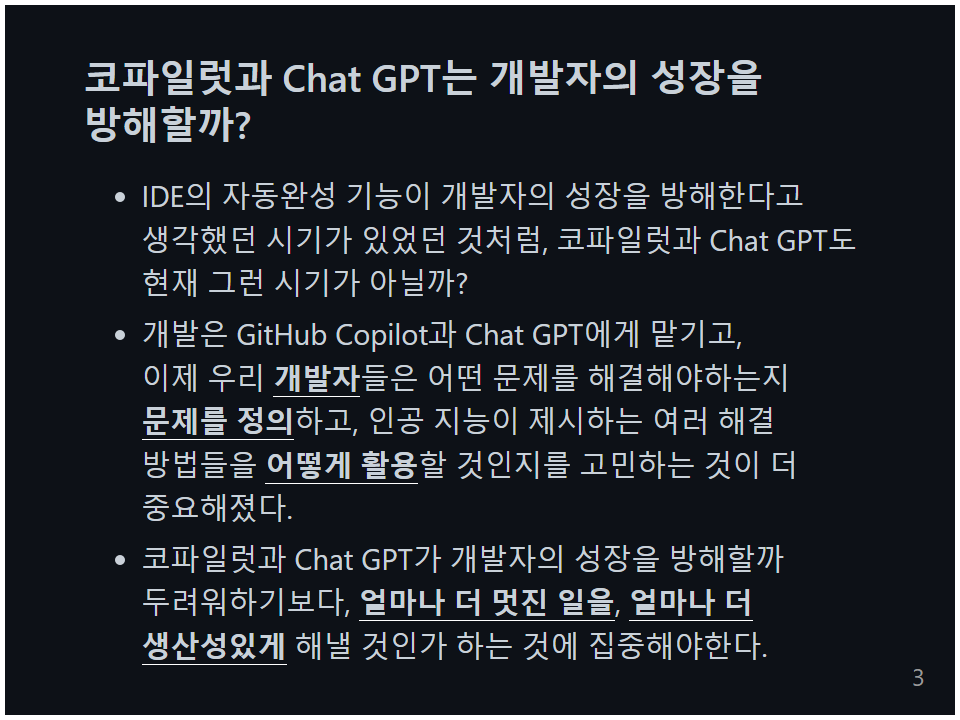 코파일럿과 Chat GPT는 개발자의 성장을
방해할까?
• IDE의 자동완성 기능이 개발자의 성장을 방해한다고
생각했던 시기가 있었던 것처럼, 코파일럿과 Chat GPT도
현재 그런 시기가 아닐까?
• 개발은 GitHub Copilot과 Chat GPT에게 맡기고,
이제 우리 개발자들은 어떤 문제를 해결해야하는지
문제를 정의하고, 인공 지능이 제시하는 여러 해결
방법들을 어떻게 활용할 것인지를 고민하는 것이 더
중요해졌다.
• 코파일럿과 Chat GPT가 개발자의 성장을 방해할까
두려워하기보다, 얼마나 더 멋진 일을, 얼마나 더
생산성있게 해낼 것인가 하는 것에 집중해야한다.
3